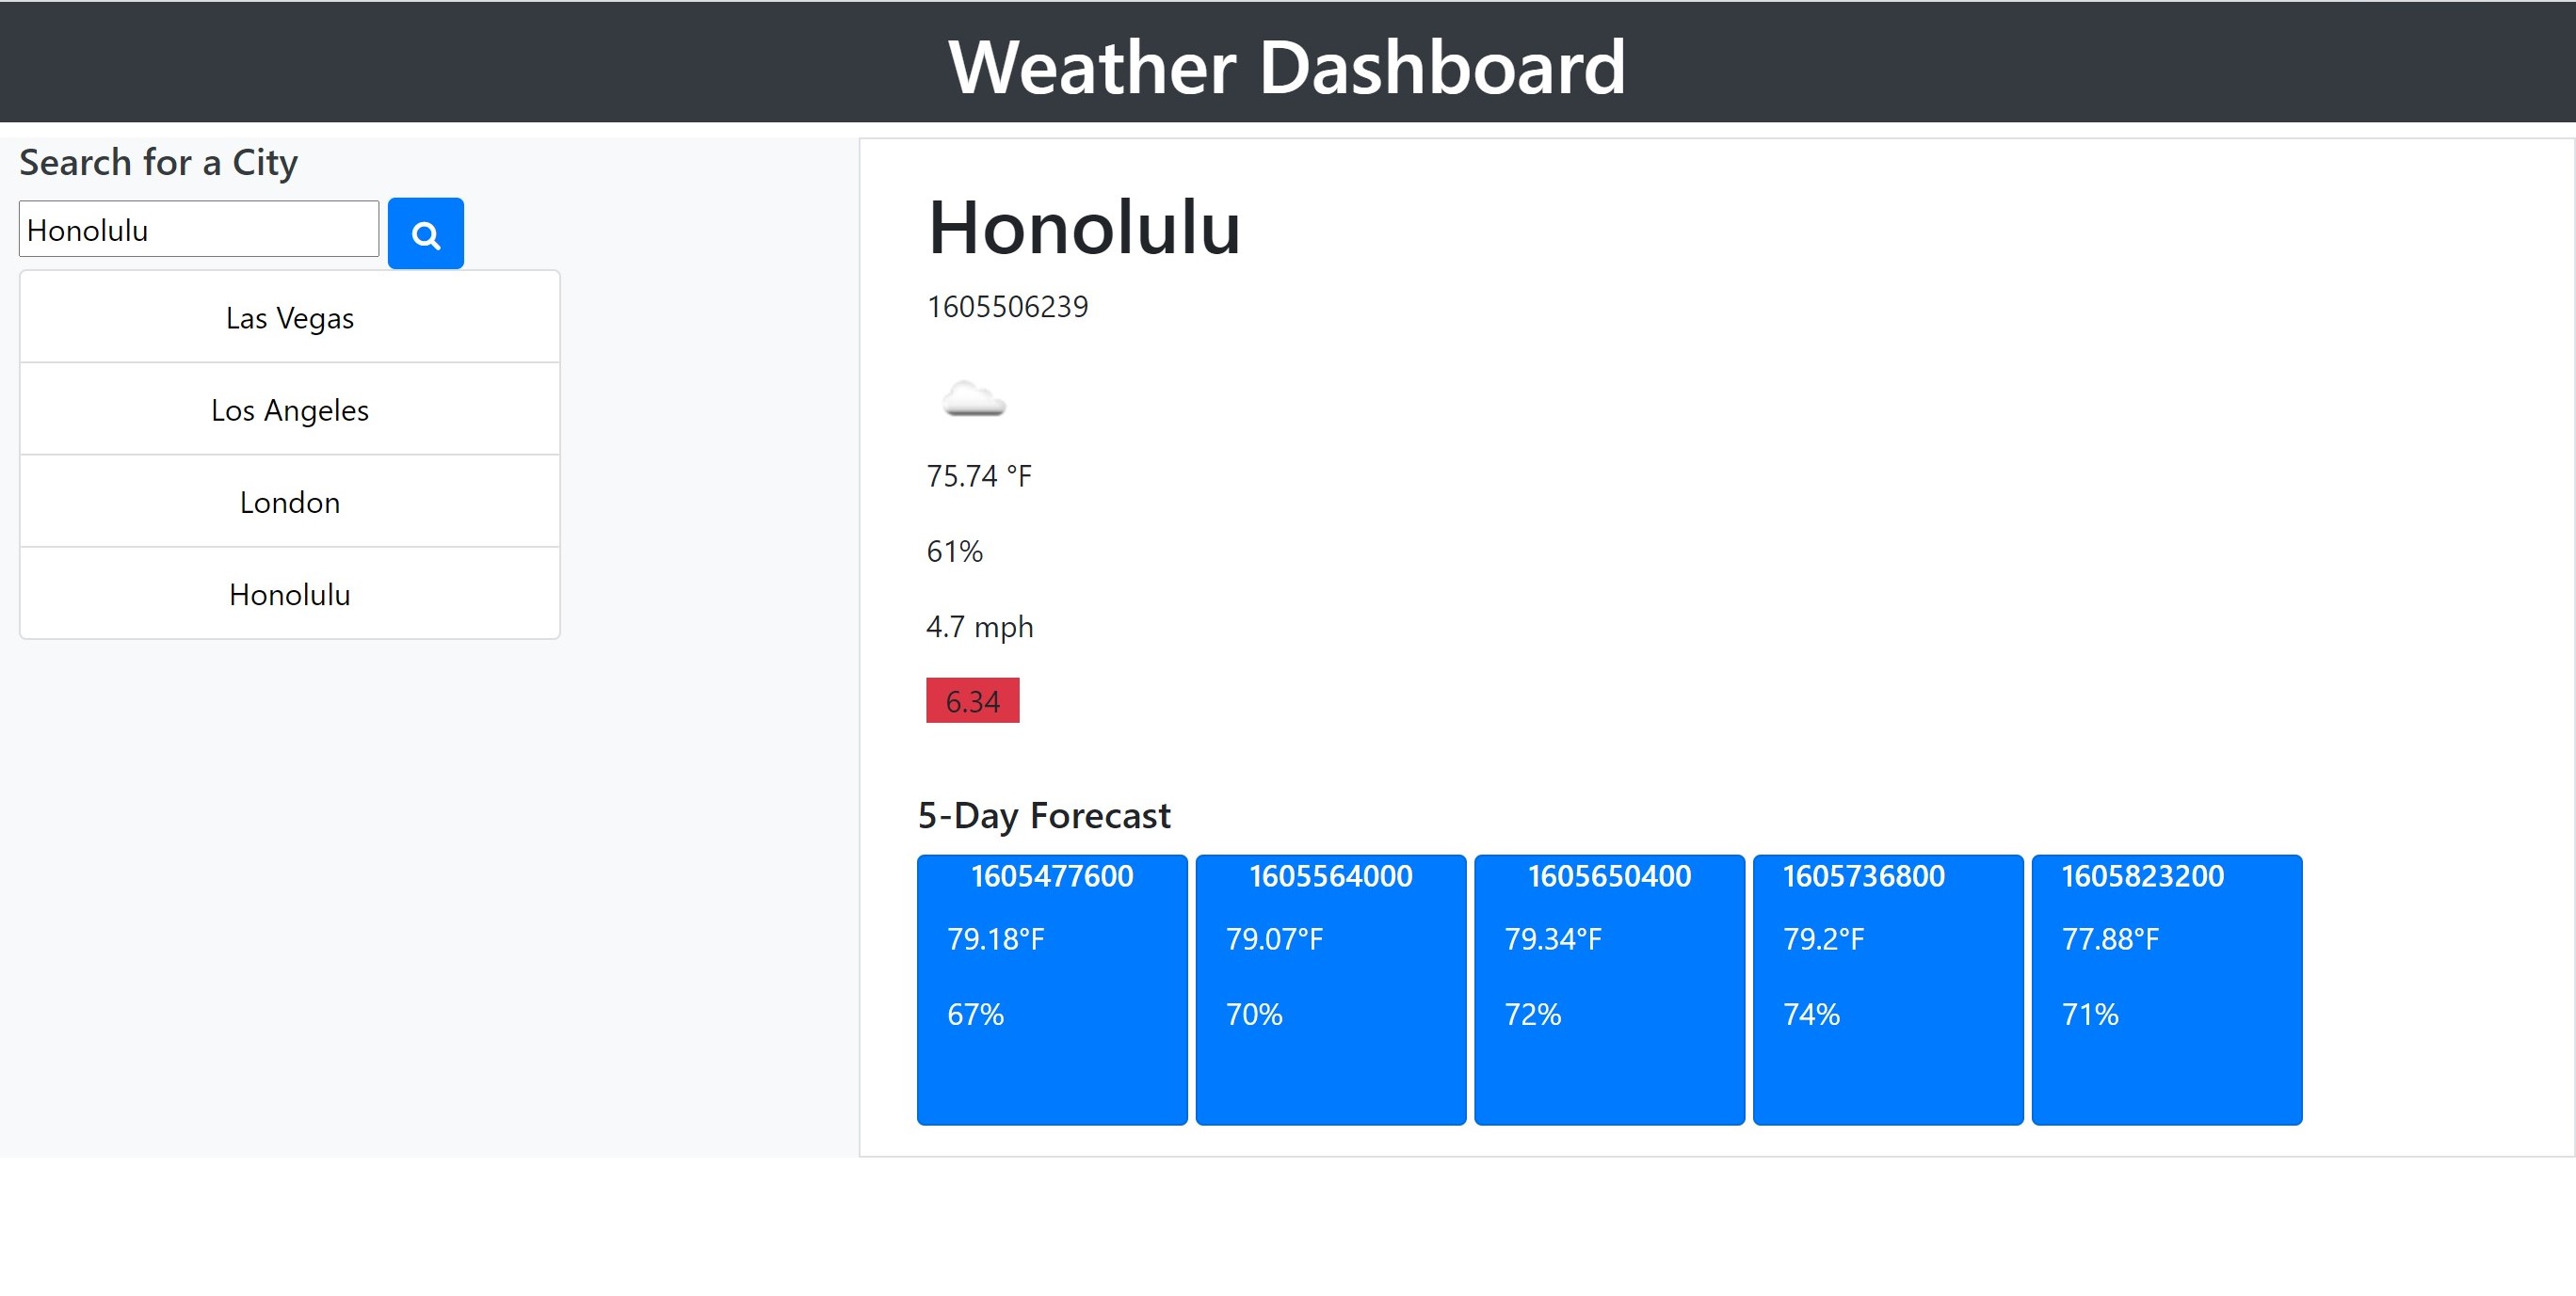 Weather Dashboard
Search for a City
Honolulu
Las Vegas
Los Angeles
London
Honolulu
Honolulu
1605506239
75.74 °F
61%
4.7 mph
6.34
5-Day Forecast
1605477600 1605564000 1605650400 1605736800 1605823200
79.18°F 79.07°F 79.34°F 79.2°F 77.88°F
67% 70% 72% 74% 71%